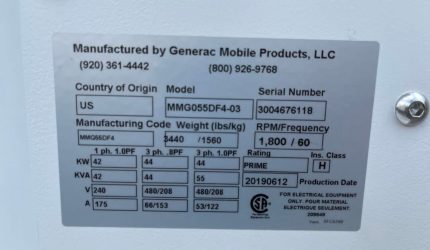 Manufactured by Generac Mobile Products, LLC
(920) 361-4442 (800) 926-9768
Country of Origin Model Serial Number
US MMG055DF4-03 3004676118
Manufacturing Code Weight (lbs/kg) RPM/Frequency
MMG55DF4 3440 /1560 1,800 / 60
1 ph. 1.0PF 3 ph. .8PF 3 ph. 1.0PF Rating Ins. Class
KW 42 44 44 PRIME H
KVA 42 44 55 20190612 Production Date
V 240 480/208 480/208
A 175 66/153 53/122
FOR ELECTRICAL EQUIPMENT
ONLY. POUR MATERIAL
ELECTRIQUE SEULEMENT.